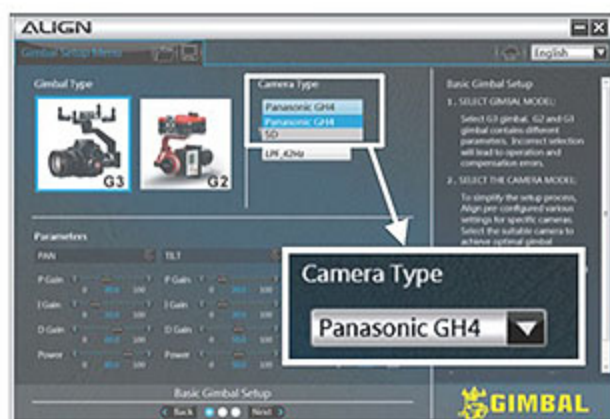 ALIGN
Gimbal Setup Menu
English
Gimbal Type
G3
G2
Camera Type
Panasonic GH4
Panasonic GH4
5D
LPF_42Hz
Basic Gimbal Setup
1. SELECT GIMBAL MODEL:
Select G3 gimbal. G2 and G3
gimbal contains different
parameters. Incorrect selection
will lead to operation and
compensation errors.
2. SELECT THE CAMERA MODEL:
To simplify the setup process,
Align pre-configured various
settings for specific cameras.
Select the suitable camera to
achieve optimal gimbal
Parameters
PAN
TILT
P Gain
P Gain
I Gain
I Gain
D Gain
D Gain
Power
Power
Camera Type
Panasonic GH4
Basic Gimbal Setup
Back
Next
GIMBAL